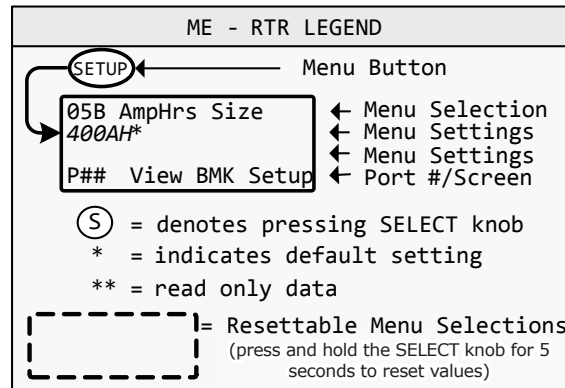 ME - RTR LEGEND
SETUP Menu Button
05B AmpHrs Size Menu Selection
400AH* Menu Settings
Menu Settings
P## View BMK Setup Port #/Screen
S = denotes pressing SELECT knob
* = indicates default setting
** = read only data
= Resettable Menu Selections
(press and hold the SELECT knob for 5
seconds to reset values)